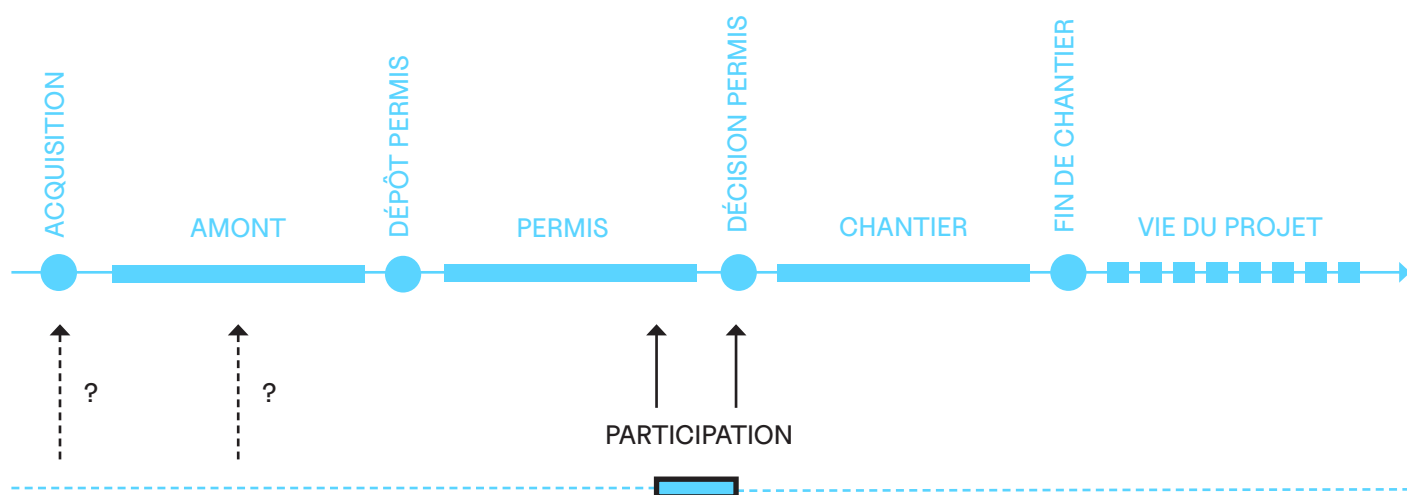 ACQUISITION
AMONT
DÉPÔT PERMIS
PERMIS
DÉCISION PERMIS
CHANTIER
FIN DE CHANTIER
VIE DU PROJET
?
?
PARTICIPATION